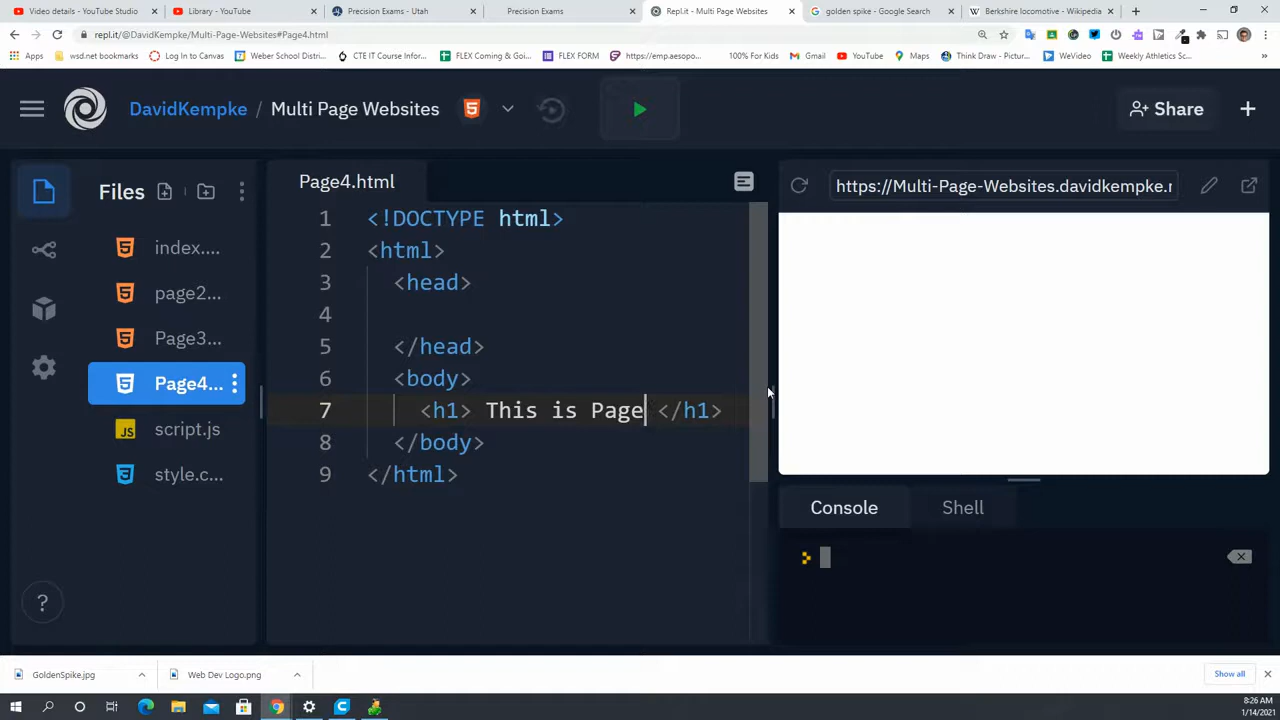 Video details - YouTube Studio
Library - YouTube
Precision Exams - Utah
Precision Exams
Repl.it - Multi Page Websites
golden spike - Google Search
Berkshire locomotive - Wikipedia
repl.it/@DavidKempke/Multi-Page-Websites#Page4.html
Apps
wsd.net bookmarks
Log In to Canvas
Weber School Distri...
CTE IT Course Infor...
FLEX Coming & Goi...
FLEX FORM
https://emp.aesopo...
100% For Kids
Gmail
YouTube
Think Draw - Pictur...
WeVideo
Weekly Athletics Sc...
»
DavidKempke / Multi Page Websites
Share
Files
index....
page2...
Page3...
Page4...
script.js
style.c...
?
Page4.html
1 <!DOCTYPE html>
2 <html>
3 <head>
4
5 </head>
6 <body>
7 <h1> This is Page </h1>
8 </body>
9 </html>
https://Multi-Page-Websites.davidkempke.r
Console
Shell
GoldenSpike.jpg
Web Dev Logo.png
Show all
8:26 AM
1/14/2021